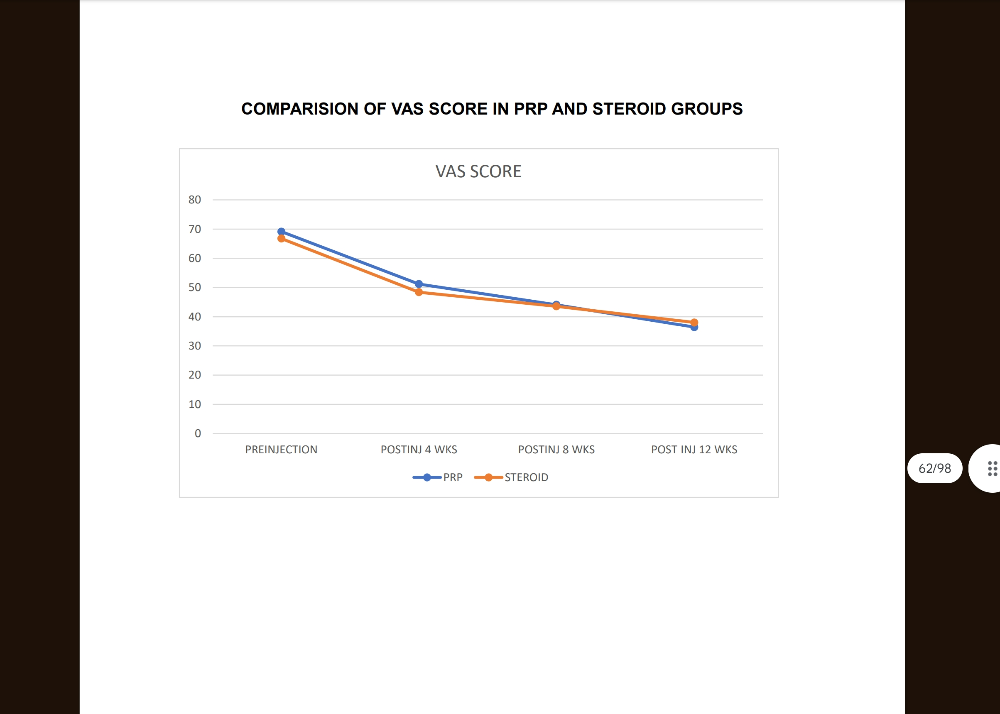 COMPARISION OF VAS SCORE IN PRP AND STEROID GROUPS
VAS SCORE
80
70
60
50
40
30
20
10
0
PREINJECTION POSTINJ 4 WKS POSTINJ 8 WKS POST INJ 12 WKS
PRP STEROID
62/98